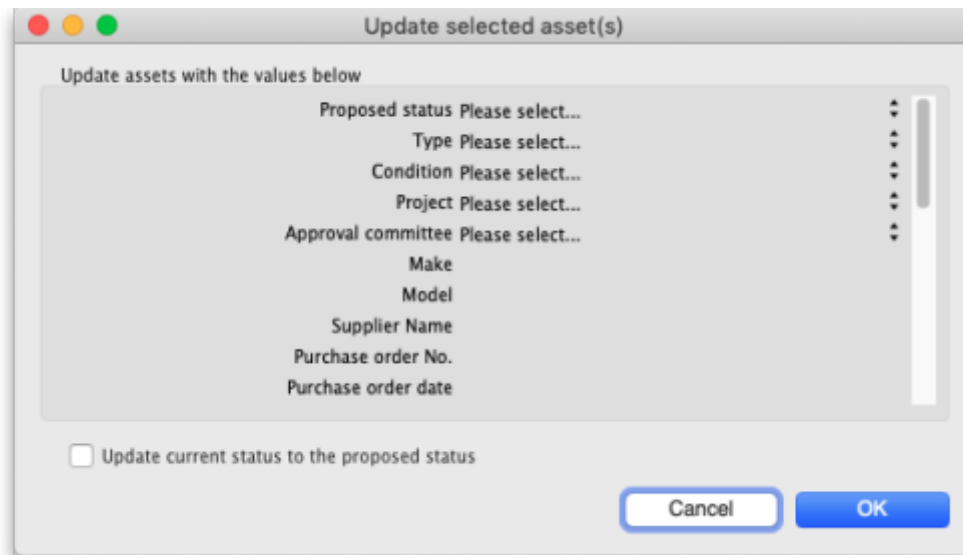 Update selected asset(s)
Update assets with the values below
Proposed status Please select...
Type Please select...
Condition Please select...
Project Please select...
Approval committee Please select...
Make
Model
Supplier Name
Purchase order No.
Purchase order date
Update current status to the proposed status
Cancel OK